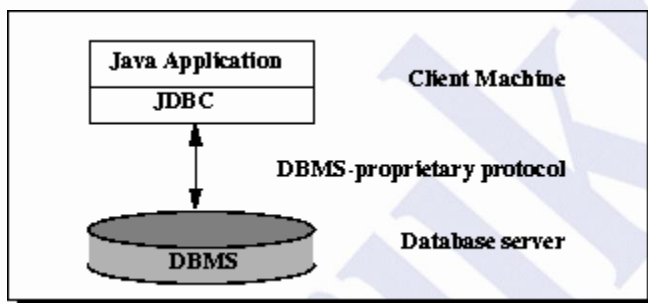 Java Application
Client Machine
JDBC
DBMS-proprietary protocol
Database server
DBMS